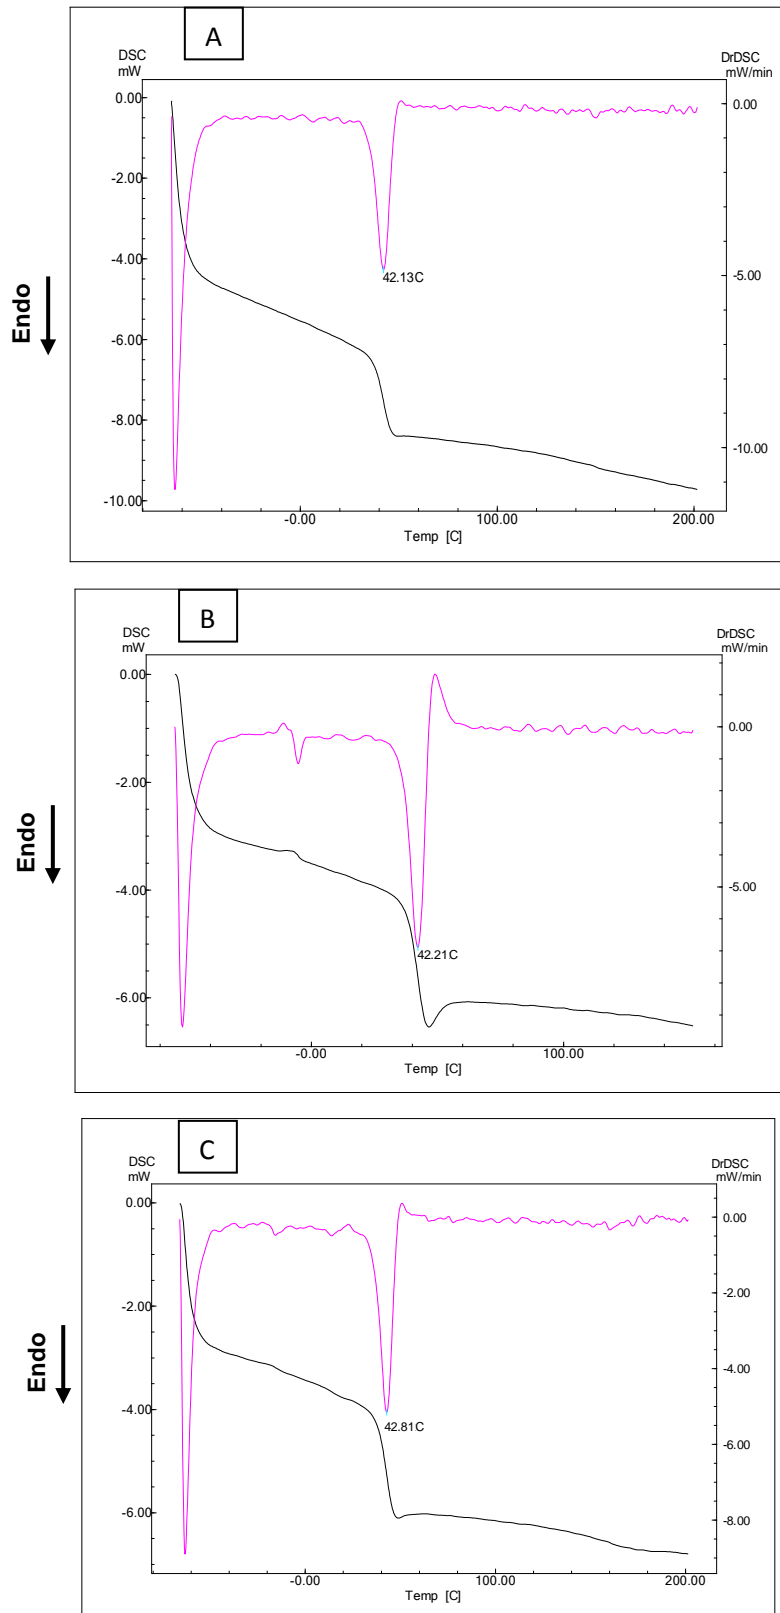 A
DSC
mW
DrDSC
mW/min
0.00
0.00
-2.00
-4.00
42.13C
-5.00
Endo
-6.00
-8.00
-10.00
-10.00
-0.00
100.00
200.00
Temp [C]
B
DSC
mW
DrDSC
mW/min
0.00
0.00
-2.00
Endo
-4.00
-5.00
42.21C
-6.00
-0.00
100.00
Temp [C]
C
DSC
mW
DrDSC
mW/min
0.00
0.00
-2.00
-2.00
Endo
-4.00
-4.00
42.81C
-6.00
-6.00
-8.00
-0.00
100.00
200.00
Temp [C]